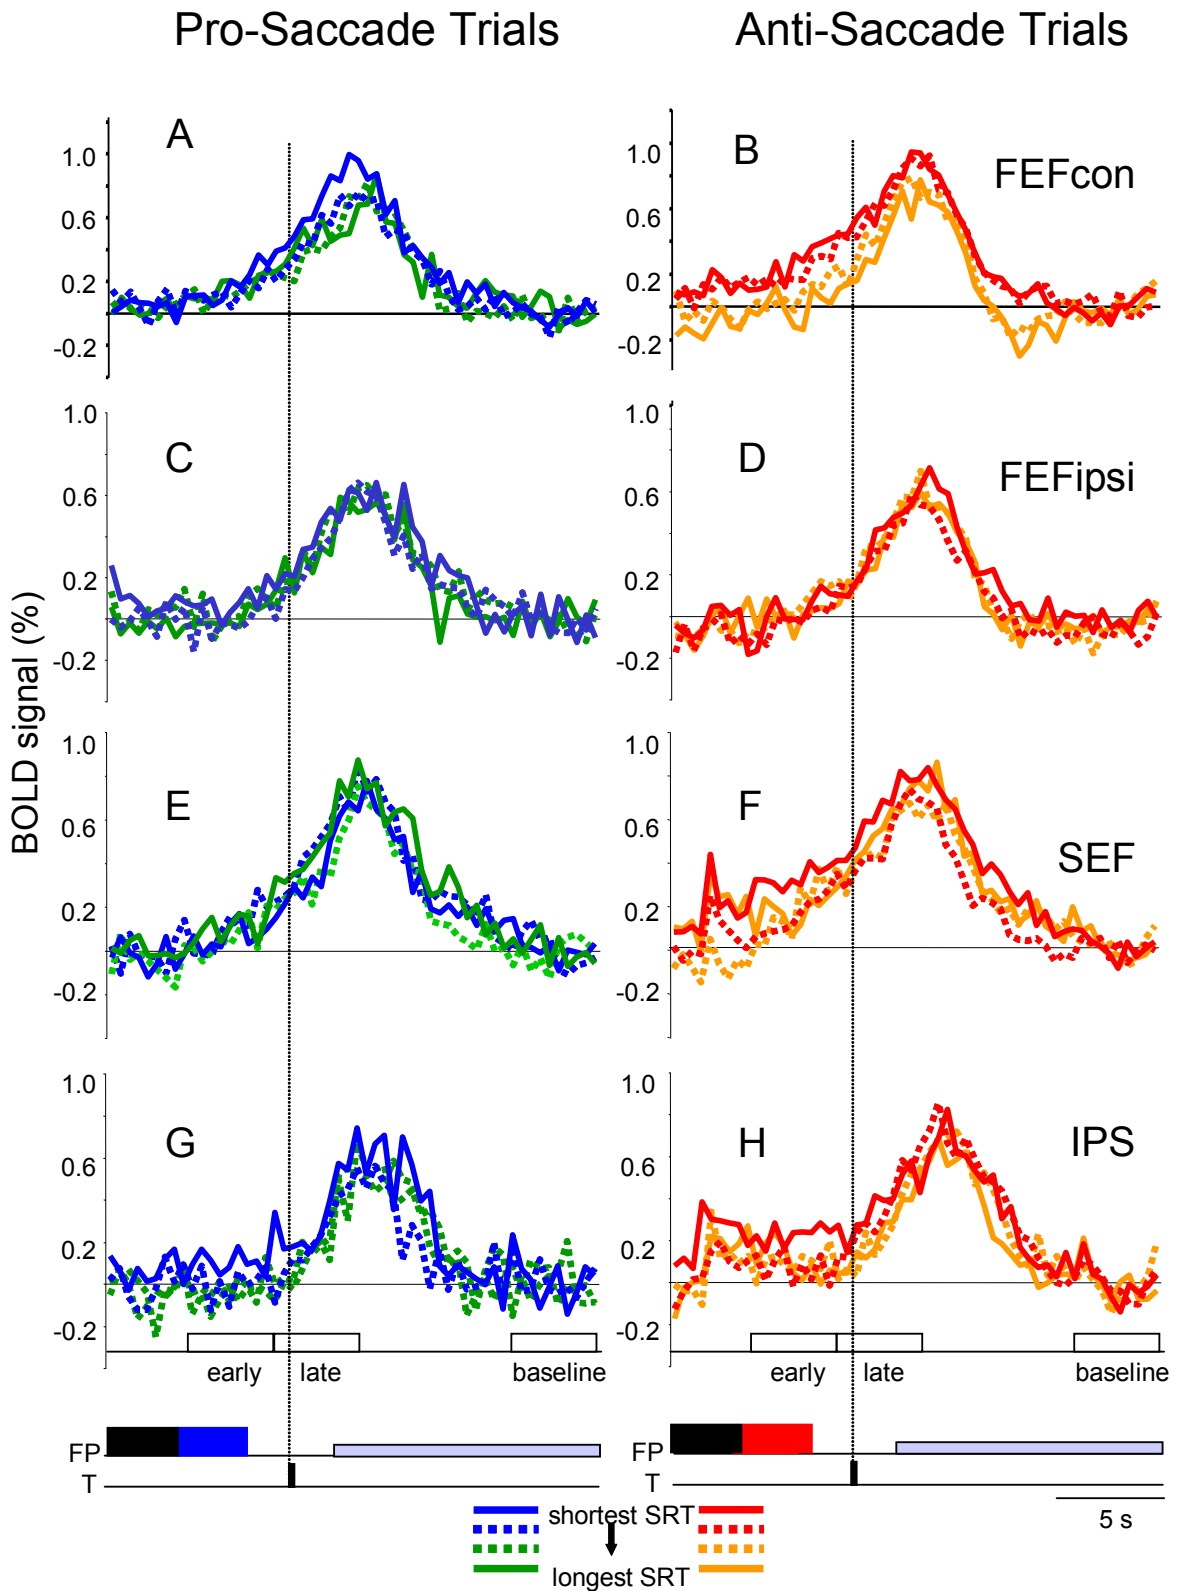 Pro-Saccade Trials
Anti-Saccade Trials
BOLD signal (%)
A
1.0
0.6
0.2
-0.2
B
FEFcon
1.0
0.6
0.2
-0.2
C
1.0
0.6
0.2
-0.2
D
FEFipsi
1.0
0.6
0.2
-0.2
E
1.0
0.6
0.2
-0.2
F
SEF
1.0
0.6
0.2
-0.2
G
1.0
0.6
0.2
-0.2
H
IPS
1.0
0.6
0.2
-0.2
early late baseline
early late baseline
FP
T
FP
T
5 s
shortest SRT
longest SRT